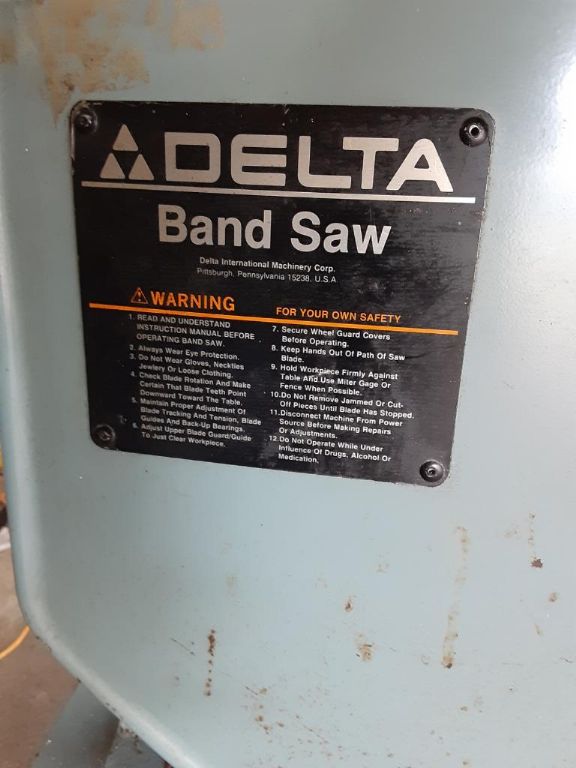 DELTA
Band Saw
Delta International Machinery Corp.
Pittsburgh, Pennsylvania 15238. U.S.A.
WARNING
FOR YOUR OWN SAFETY
1. READ AND UNDERSTAND
INSTRUCTION MANUAL BEFORE
OPERATING BAND SAW.
2. Always Wear Eye Protection.
3. Do Not Wear Gloves, Neckties
Jewelry or Loose Clothing.
4. Check Blade Rotation And Make
Certain That Blade Teeth Point
Downward Toward The Table.
5. Maintain Proper Adjustment Of
Blade Tracking And Tension, Blade
Guides And Back-Up Bearings.
6. Adjust Upper Blade Guard/Guide
To Just Clear Workpiece.
7. Secure Wheel Guard Covers
Before Operating.
8. Keep Hands Out Of Path Of Saw
Blade.
9. Hold Workpiece Firmly Against
Table And Use Miter Gage Or
Fence When Possible.
10. Do Not Remove Jammed Or Cut-
Off Pieces Until Blade Has Stopped.
11. Disconnect Machine From Power
Source Before Making Repairs
Or Adjustments.
12. Do Not Operate While Under
Influence Of Drugs, Alcohol Or
Medication.